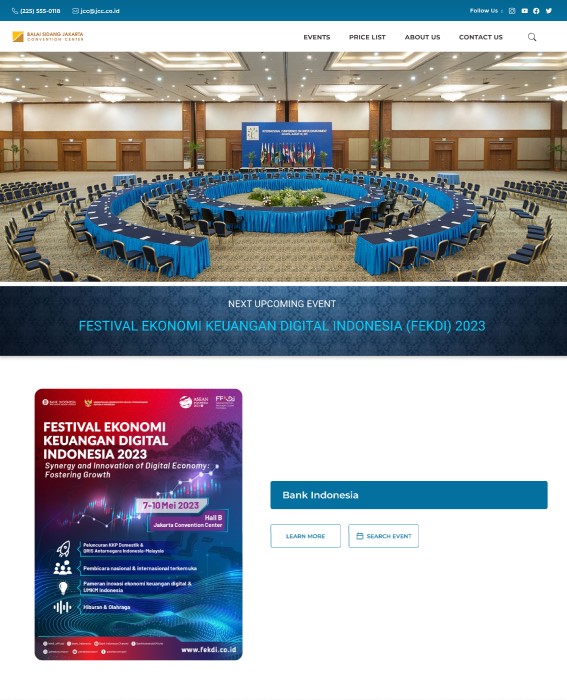 (225) 555-0118
jcc@jcc.co.id
Follow Us :
BALAI SIDANG JAKARTA
CONVENTION CENTER
EVENTS
PRICE LIST
ABOUT US
CONTACT US
NEXT UPCOMING EVENT
FESTIVAL EKONOMI KEUANGAN DIGITAL INDONESIA (FEKDI) 2023
BANK INDONESIA
ASEAN
FESTIVAL EKONOMI
KEUANGAN DIGITAL
INDONESIA 2023
Synergy and Innovation of Digital Economy:
Fostering Growth
7-10 Mei 2023
Hall B
Jakarta Convention Center
Peluncuran KKP Domestik &
QRIS Antarnegara Indonesia-Malaysia
Pembicara nasional & internasional terkemuka
Pameran inovasi ekonomi keuangan digital &
UMKM Indonesia
Hiburan & Olahraga
www.fekdi.co.id
Bank Indonesia
LEARN MORE
SEARCH EVENT